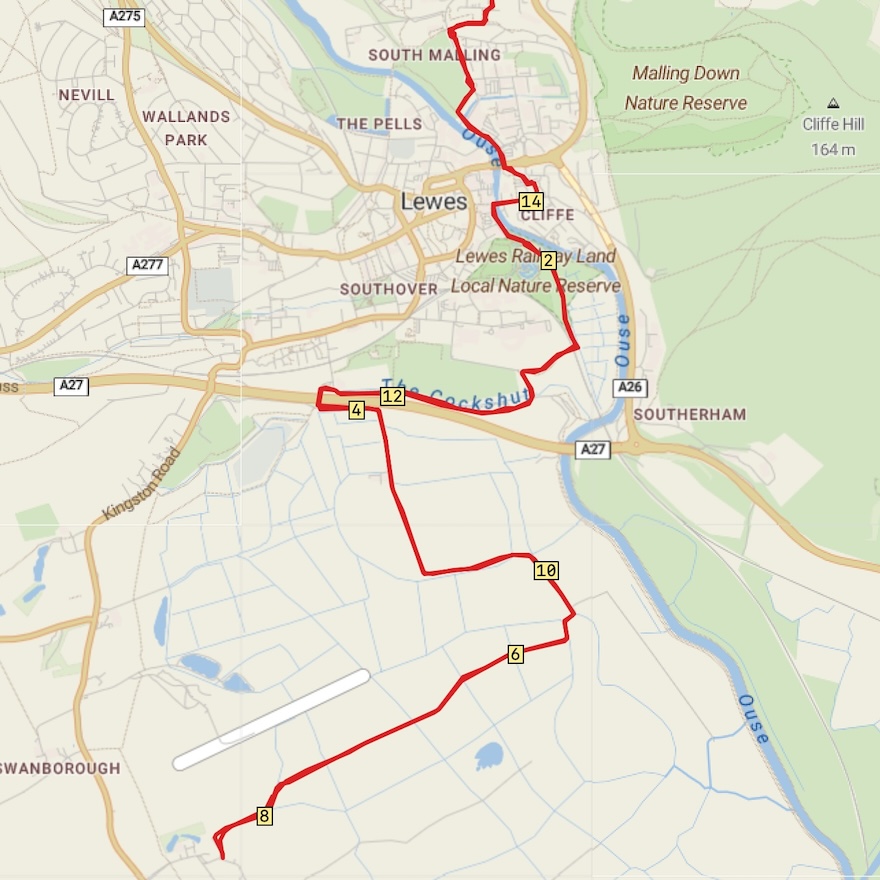 A275
SOUTH MALLING
Malling Down
Nature Reserve
NEVILL
Cliffe Hill
164 m
WALLANDS
PARK
THE PELLS
Ouse
Lewes
14
CLIFFE
A277
Lewes Railway Land
2
Local Nature Reserve
SOUTHOVER
Ouse
A27
The Cockshut
12
4
A26
SOUTHERHAM
A27
Kingston Road
10
6
Ouse
SWANBOROUGH
8